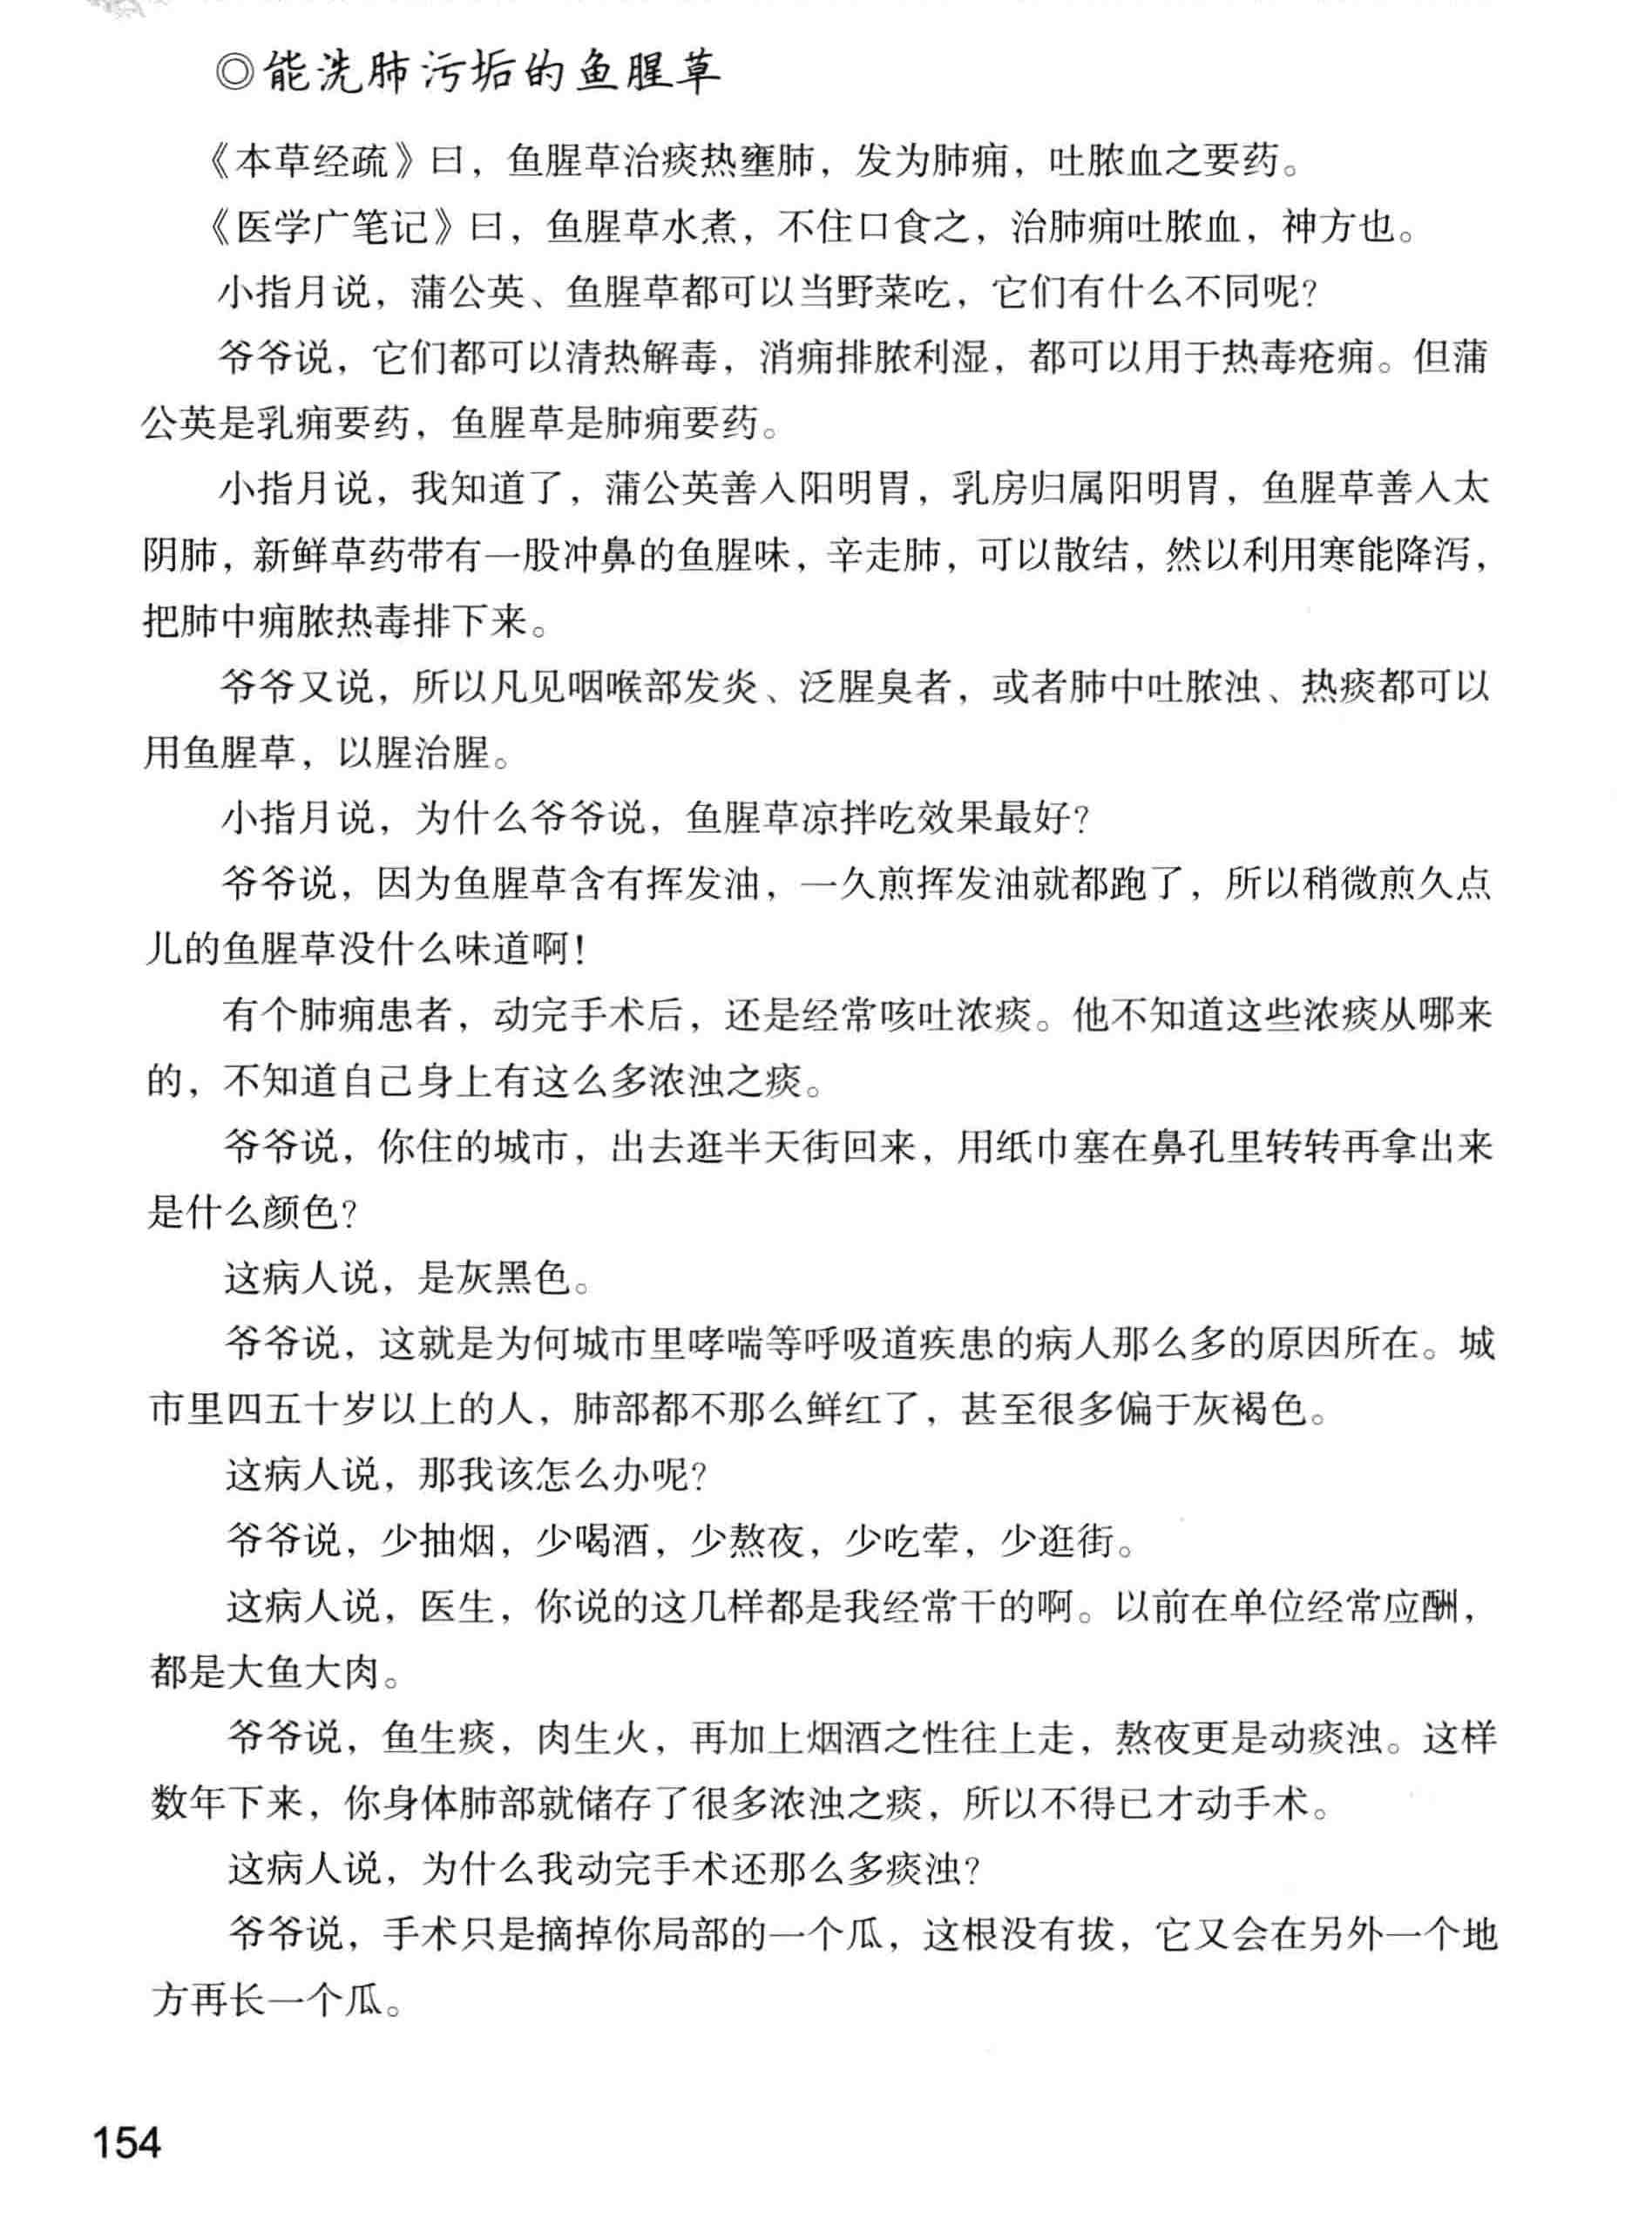 ◎能洗肺污垢的鱼腥草
《本草经疏》曰，鱼腥草治痰热壅肺，发为肺痈，吐脓血之要药。
《医学广笔记》曰，鱼腥草水煮，不住口食之，治肺痈吐脓血，神方也。
小指月说，蒲公英、鱼腥草都可以当野菜吃，它们有什么不同呢？
爷爷说，它们都可以清热解毒，消痈排脓利湿，都可以用于热毒疮痈。但蒲
公英是乳痈要药，鱼腥草是肺痈要药。
小指月说，我知道了，蒲公英善入阳明胃，乳房归属阳明胃，鱼腥草善入太
阴肺，新鲜草药带有一股冲鼻的鱼腥味，辛走肺，可以散结，然以利用寒能降泻，
把肺中痈脓热毒排下来。
爷爷又说，所以凡见咽喉部发炎、泛腥臭者，或者肺中吐脓浊、热痰都可以
用鱼腥草，以腥治腥。
小指月说，为什么爷爷说，鱼腥草凉拌吃效果最好？
爷爷说，因为鱼腥草含有挥发油，一久煎挥发油就都跑了，所以稍微煎久点
儿的鱼腥草没什么味道啊！
有个肺痈患者，动完手术后，还是经常咳吐浓痰。他不知道这些浓痰从哪来
的，不知道自己身上有这么多浓浊之痰。
爷爷说，你住的城市，出去逛半天街回来，用纸巾塞在鼻孔里转转再拿出来
是什么颜色？
这病人说，是灰黑色。
爷爷说，这就是为何城市里哮喘等呼吸道疾患的病人那么多的原因所在。城
市里四五十岁以上的人，肺部都不那么鲜红了，甚至很多偏于灰褐色。
这病人说，那我该怎么办呢？
爷爷说，少抽烟，少喝酒，少熬夜，少吃荤，少逛街。
这病人说，医生，你说的这几样都是我经常干的啊。以前在单位经常应酬，
都是大鱼大肉。
爷爷说，鱼生痰，肉生火，再加上烟酒之性往上走，熬夜更是动痰浊。这样
数年下来，你身体肺部就储存了很多浓浊之痰，所以不得已才动手术。
这病人说，为什么我动完手术还那么多痰浊？
爷爷说，手术只是摘掉你局部的一个瓜，这根没有拔，它又会在另外一个地
方再长一个瓜。
154